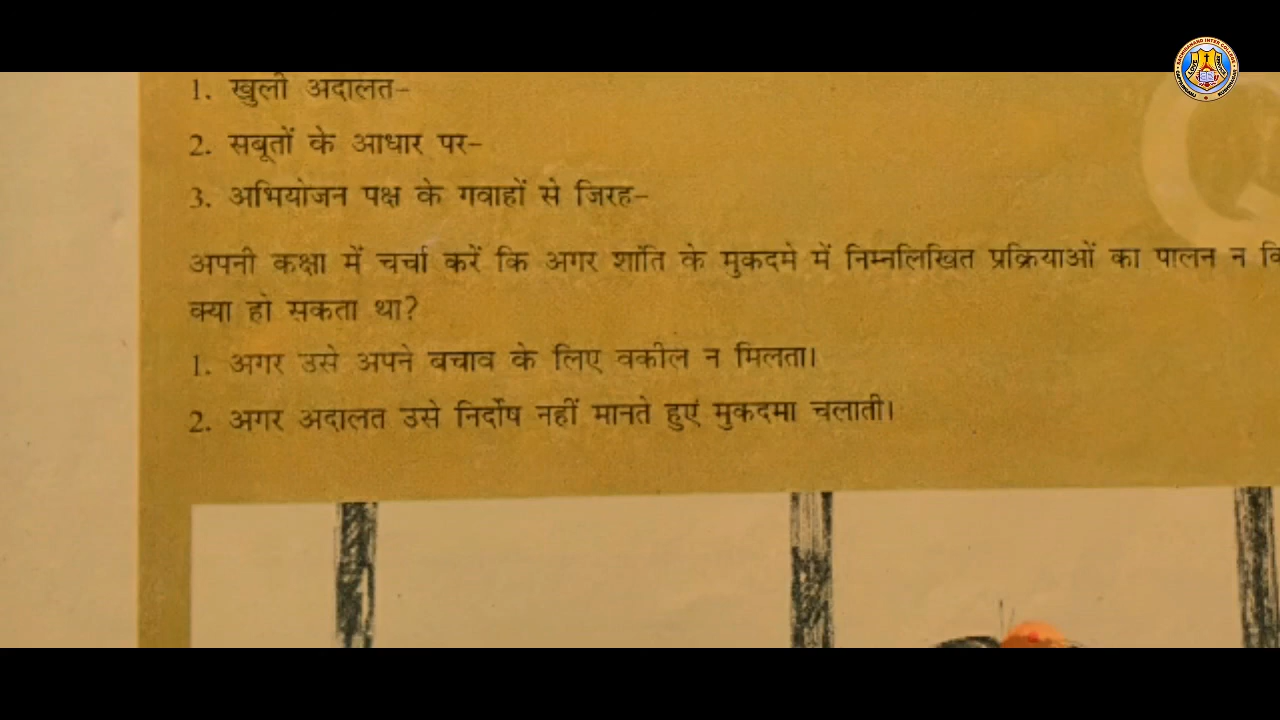 1. खुली अदालत-
2. सबूतों के आधार पर-
3. अभियोजन पक्ष के गवाहों से जिरह-
अपनी कक्षा में चर्चा करें कि अगर शांति के मुकदमे में निम्नलिखित प्रक्रियाओं का पालन न
क्या हो सकता था?
1. अगर उसे अपने बचाव के लिए वकील न मिलता।
2. अगर अदालत उसे निर्दोष नहीं मानते हुए मुकदमा चलाती।